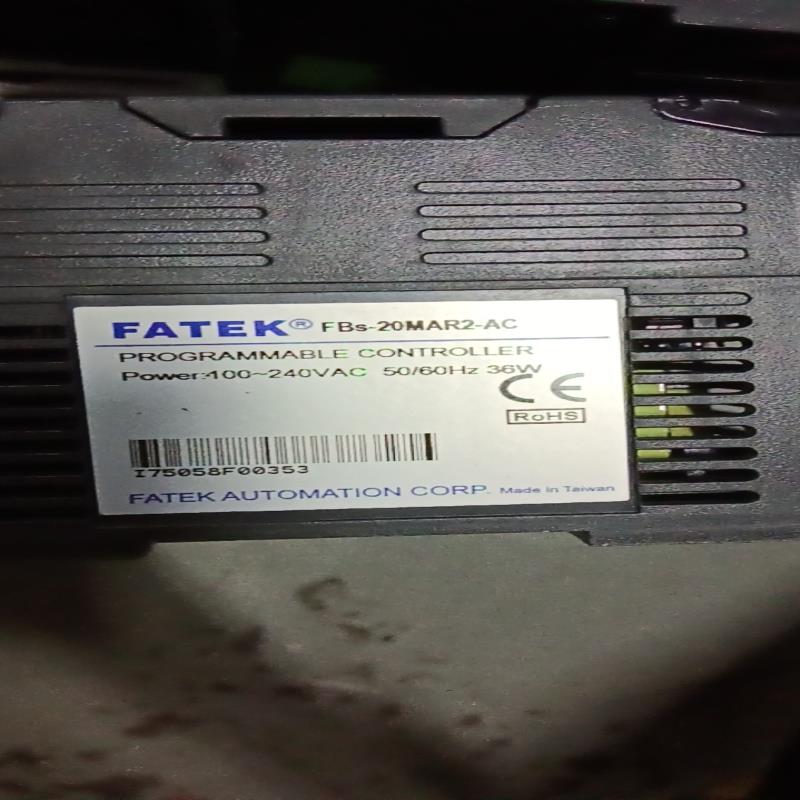 FATEK® FBs-20MAR2-AC
PROGRAMMABLE CONTROLLER
Power:100~240VAC 50/60Hz 36W
CE
RoHS
I75058F00353
FATEK AUTOMATION CORP. Made in Taiwan